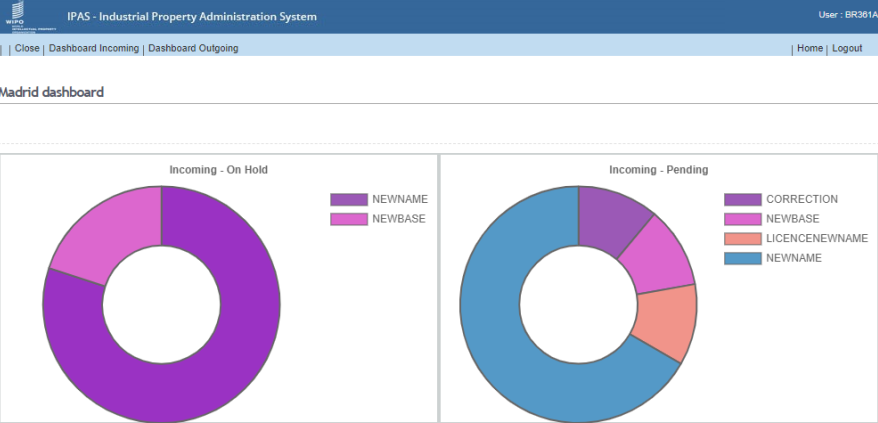 WIPO
IPAS - Industrial Property Administration System
User : BR361A
| | Close | Dashboard Incoming | Dashboard Outgoing
| Home | Logout
Madrid dashboard
Incoming - On Hold
NEWNAME
NEWBASE
Incoming - Pending
CORRECTION
NEWBASE
LICENCENEWNAME
NEWNAME